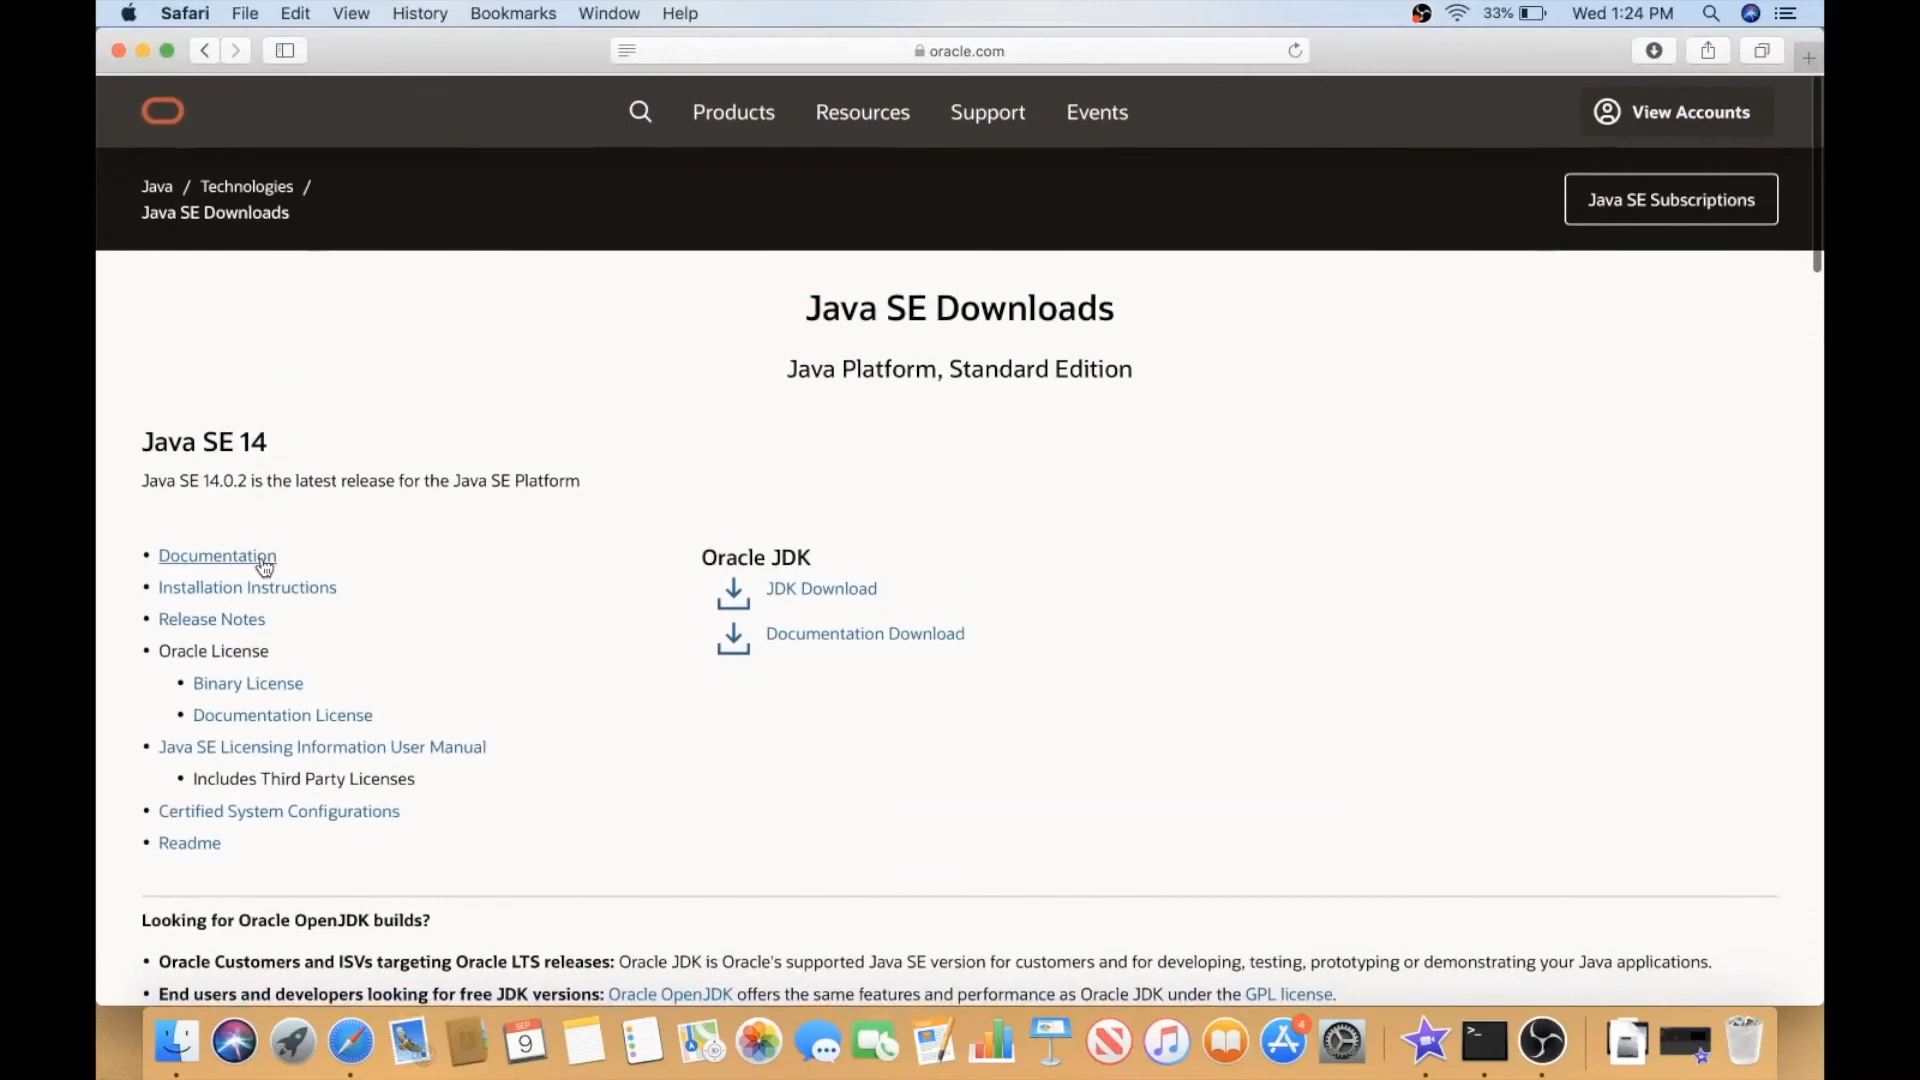 Safari File Edit View History Bookmarks Window Help 33% Wed 1:24 PM
oracle.com
Products Resources Support Events View Accounts
Java / Technologies /
Java SE Downloads
Java SE Subscriptions
Java SE Downloads
Java Platform, Standard Edition
Java SE 14
Java SE 14.0.2 is the latest release for the Java SE Platform
• Documentation
• Installation Instructions
• Release Notes
• Oracle License
• Binary License
• Documentation License
• Java SE Licensing Information User Manual
• Includes Third Party Licenses
• Certified System Configurations
• Readme
Oracle JDK
JDK Download
Documentation Download
Looking for Oracle OpenJDK builds?
• Oracle Customers and ISVs targeting Oracle LTS releases: Oracle JDK is Oracle's supported Java SE version for customers and for developing, testing, prototyping or demonstrating your Java applications.
• End users and developers looking for free JDK versions: Oracle OpenJDK offers the same features and performance as Oracle JDK under the GPL license.
SEP
9
4